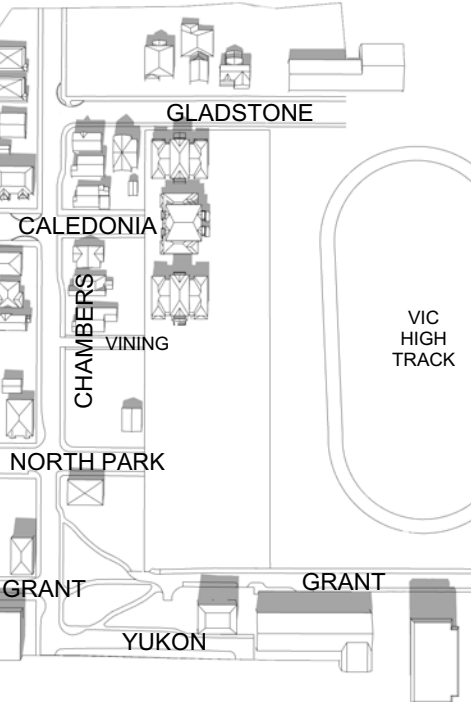 GLADSTONE
CALEDONIA
CHAMBERS
VINING
VIC
HIGH
TRACK
NORTH PARK
GRANT
GRANT
YUKON